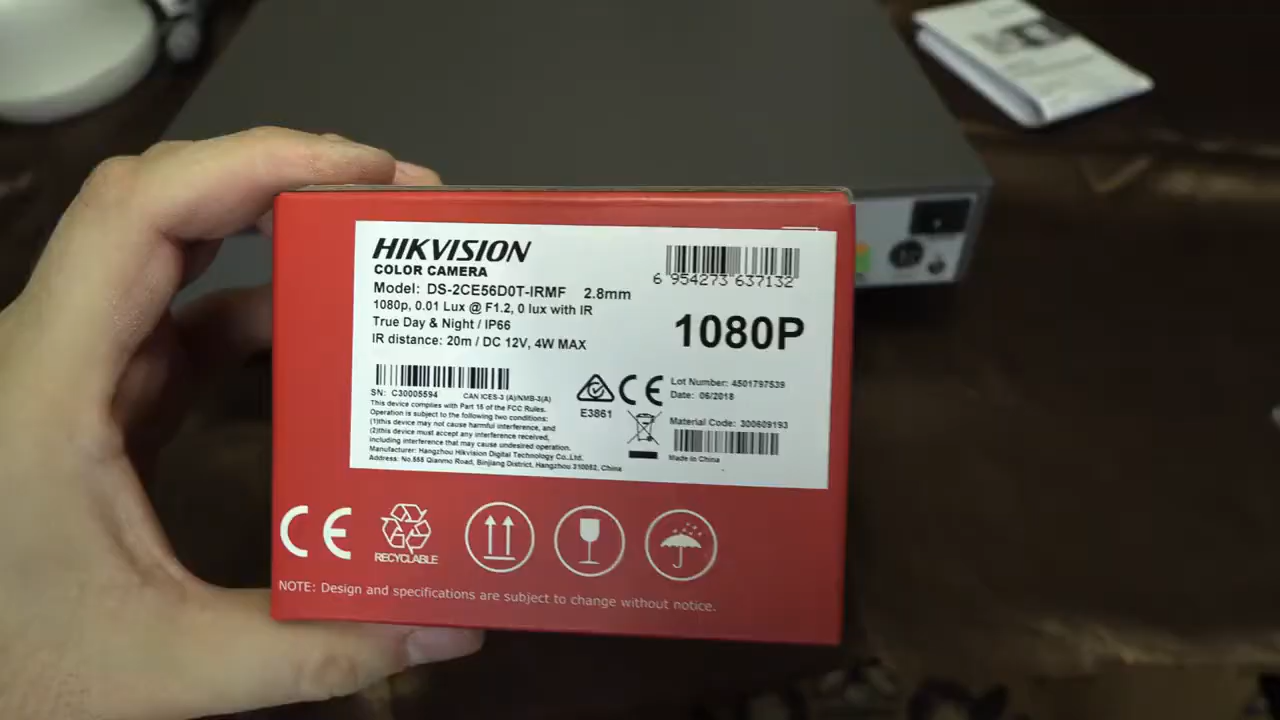 HIKVISION
COLOR CAMERA
Model: DS-2CE56D0T-IRMF 2.8mm
1080p, 0.01 Lux @ F1.2, 0 lux with IR
True Day & Night / IP66
IR distance: 20m / DC 12V, 4W MAX
6 954273 637132
1080P
SN: C30005594 CAN ICES-3 (A)/NMB-3(A)
This device complies with Part 15 of the FCC Rules.
Operation is subject to the following two conditions:
(1)this device may not cause harmful interference, and
(2)this device must accept any interference received,
including interference that may cause undesired operation.
Manufacturer: Hangzhou Hikvision Digital Technology Co.,Ltd.
Address: No.555 Qianmo Road, Binjiang District, Hangzhou 310052, China
E3861
CE
Lot Number: 4501797539
Date: 06/2018
Material Code: 300609193
Made in China
CE
RECYCLABLE
NOTE: Design and specifications are subject to change without notice.